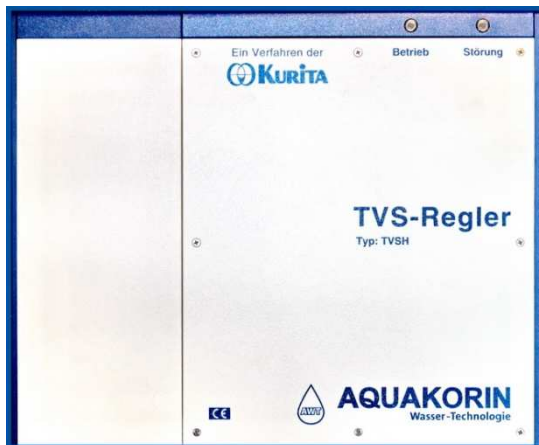 Ein Verfahren der
KURITA
Betrieb
Störung
TVS-Regler
Typ: TVSH
CE
AWT
AQUAKORIN
Wasser-Technologie